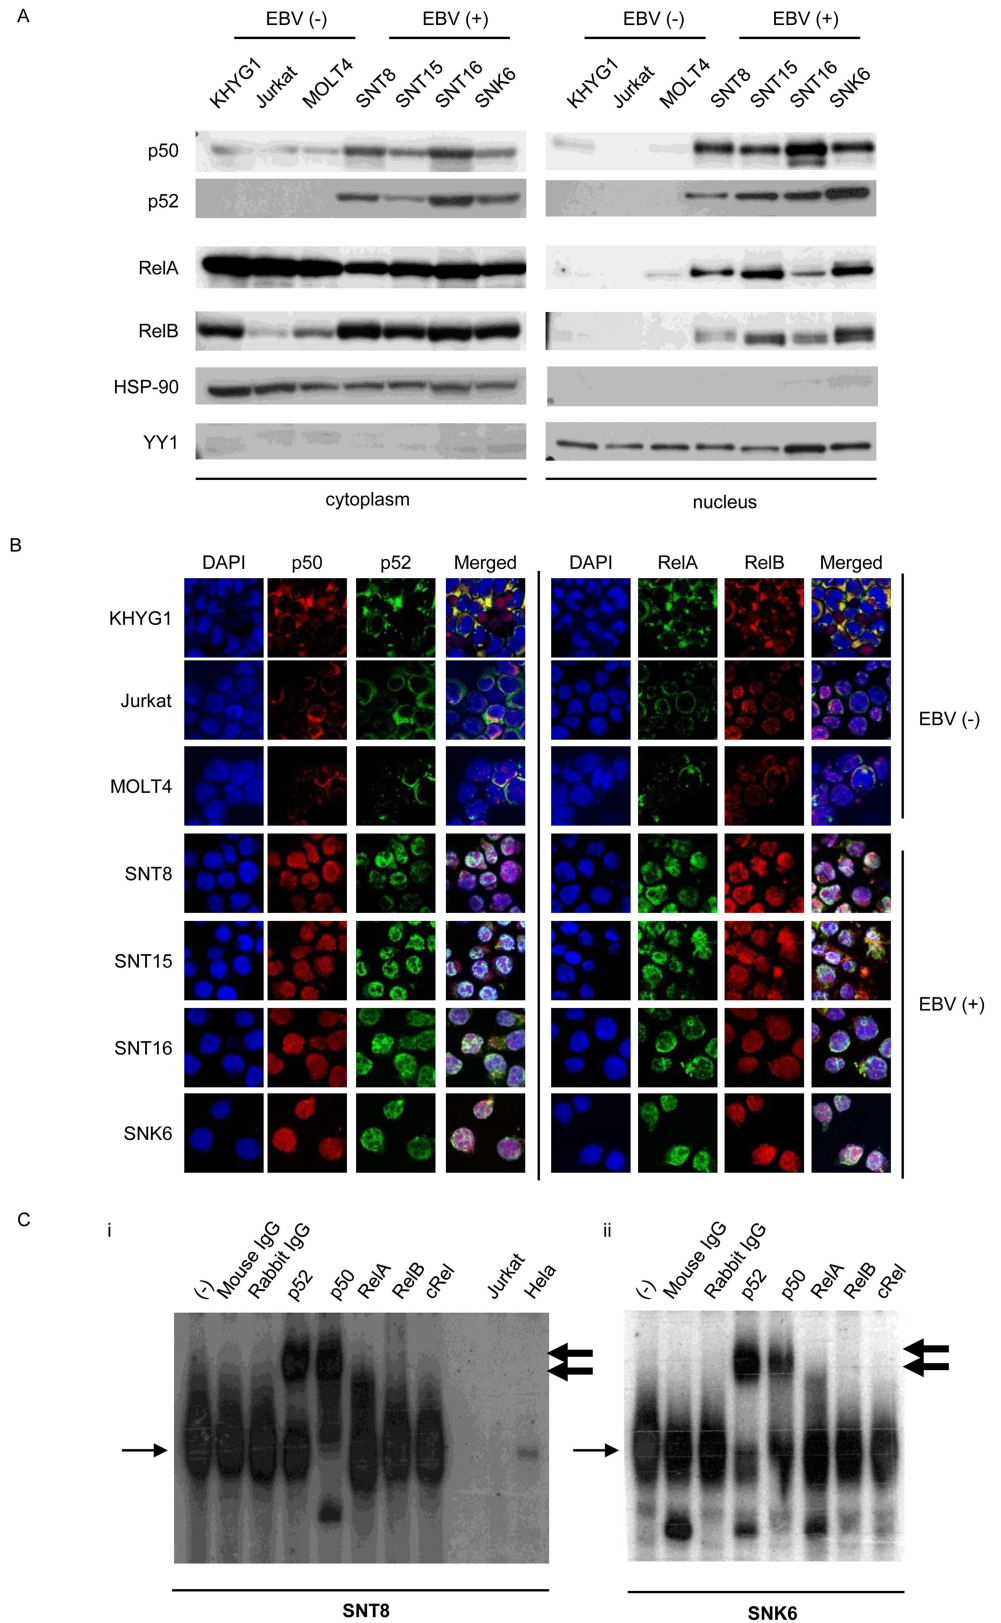 A
EBV (-) EBV (+) EBV (-) EBV (+)
KHYG1 Jurkat MOLT4 SNT8 SNT15 SNT16 SNK6 KHYG1 Jurkat MOLT4 SNT8 SNT15 SNT16 SNK6
p50
p52
RelA
RelB
HSP-90
YY1
cytoplasm nucleus
B
DAPI p50 p52 Merged DAPI RelA RelB Merged
KHYG1
Jurkat
EBV (-)
MOLT4
SNT8
SNT15
EBV (+)
SNT16
SNK6
C
i ii
(-) Mouse IgG Rabbit IgG p52 p50 RelA RelB cRel Jurkat Hela (-) Mouse IgG Rabbit IgG p52 p50 RelA RelB cRel
SNT8 SNK6